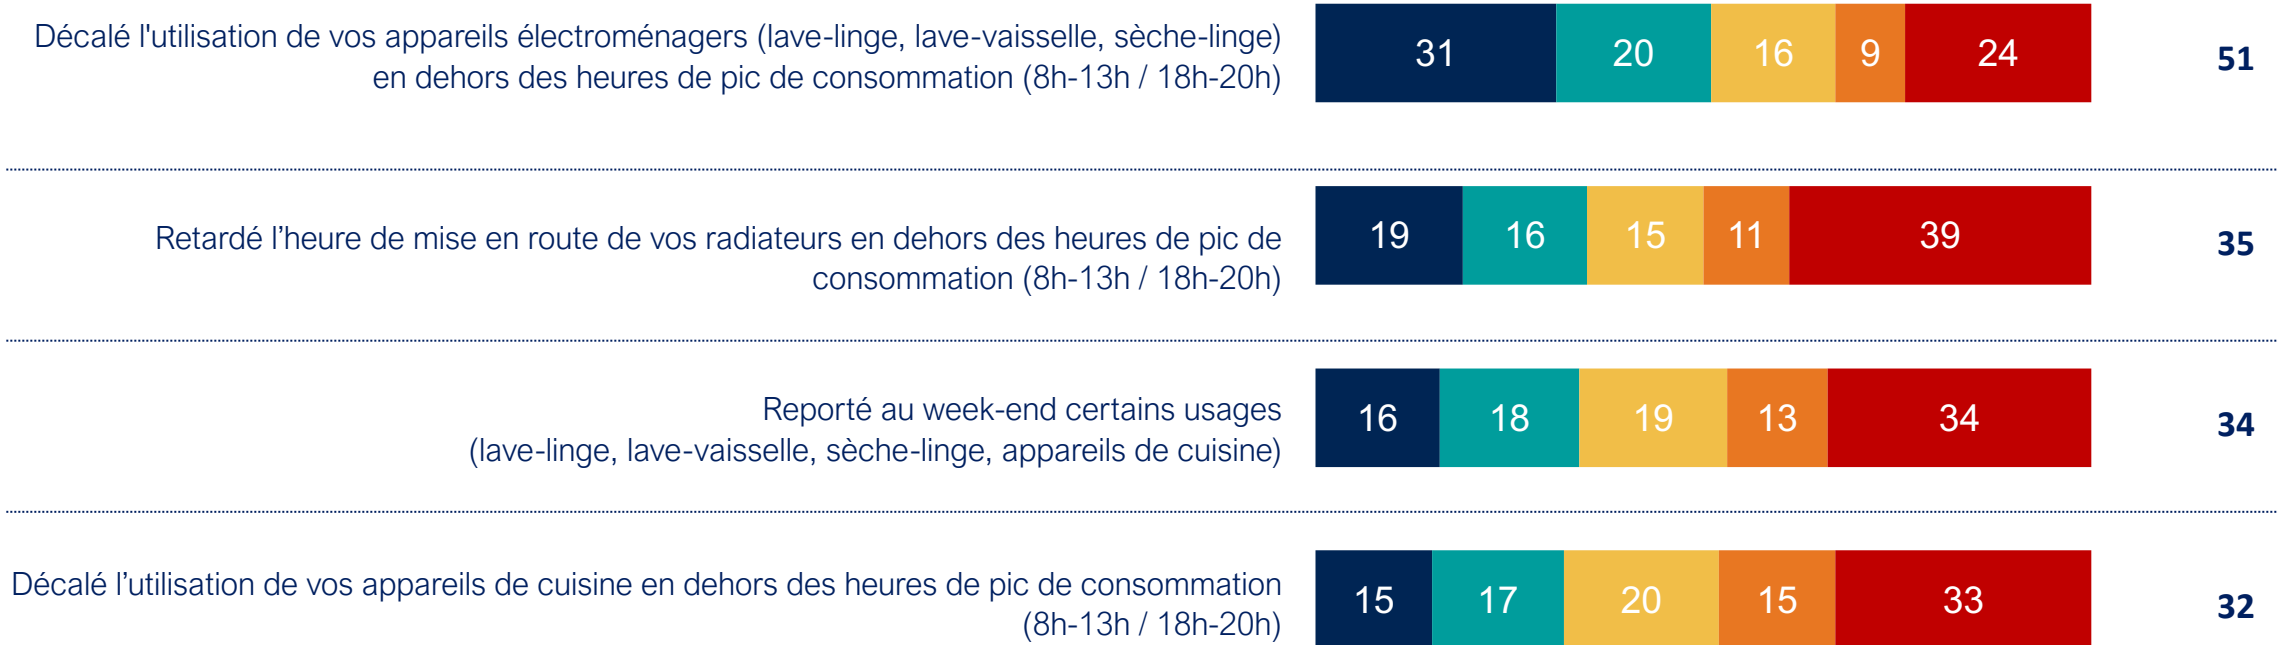 Décalé l'utilisation de vos appareils électroménagers (lave-linge, lave-vaisselle, sèche-linge)
en dehors des heures de pic de consommation (8h-13h / 18h-20h)
31 20 16 9 24 51
Retardé l’heure de mise en route de vos radiateurs en dehors des heures de pic de
consommation (8h-13h / 18h-20h)
19 16 15 11 39 35
Reporté au week-end certains usages
(lave-linge, lave-vaisselle, sèche-linge, appareils de cuisine)
16 18 19 13 34 34
Décalé l’utilisation de vos appareils de cuisine en dehors des heures de pic de consommation
(8h-13h / 18h-20h)
15 17 20 15 33 32